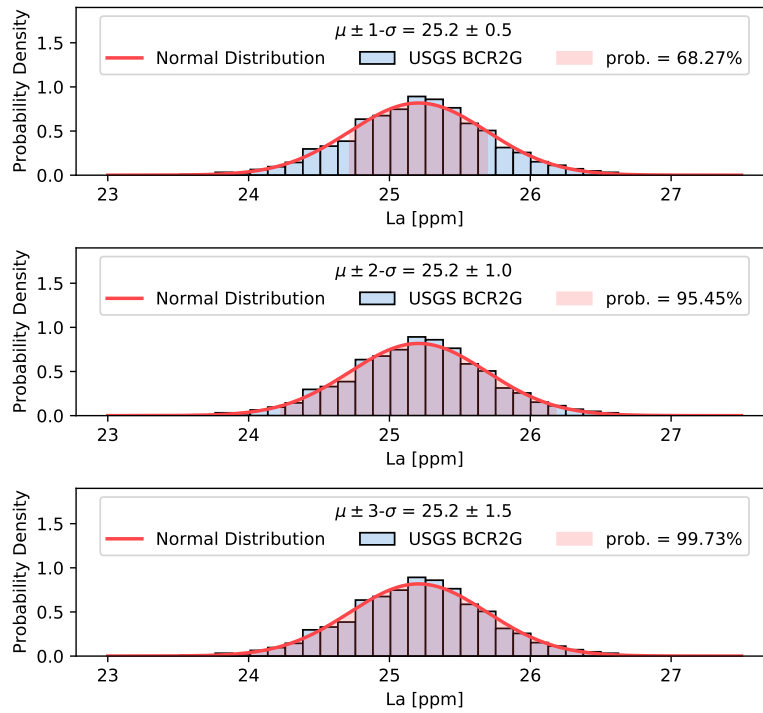 Probability Density
1.5
1.0
0.5
0.0
μ ± 1-σ = 25.2 ± 0.5
Normal Distribution USGS BCR2G prob. = 68.27%
23 24 25 26 27
La [ppm]
Probability Density
1.5
1.0
0.5
0.0
μ ± 2-σ = 25.2 ± 1.0
Normal Distribution USGS BCR2G prob. = 95.45%
23 24 25 26 27
La [ppm]
Probability Density
1.5
1.0
0.5
0.0
μ ± 3-σ = 25.2 ± 1.5
Normal Distribution USGS BCR2G prob. = 99.73%
23 24 25 26 27
La [ppm]